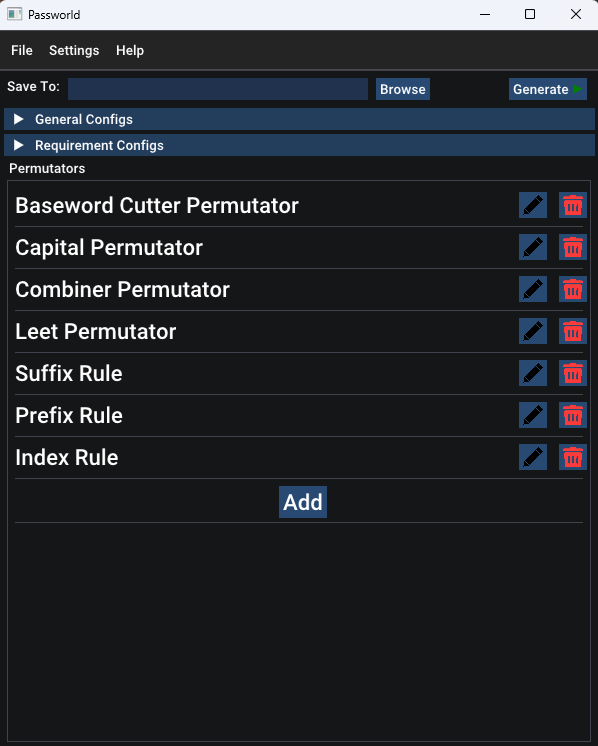 Passworld
File Settings Help
Save To: Browse Generate
General Configs
Requirement Configs
Permutators
Baseword Cutter Permutator
Capital Permutator
Combiner Permutator
Leet Permutator
Suffix Rule
Prefix Rule
Index Rule
Add